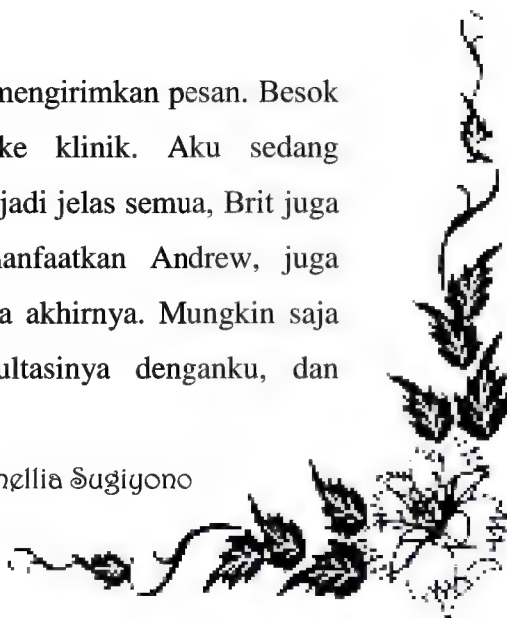 mengirimkan pesan. Besok
ke klinik. Aku sedang
jadi jelas semua, Brit juga
anfaatkan Andrew, juga
a akhirnya. Mungkin saja
ultasinya denganku, dan
nellia Sugiyono